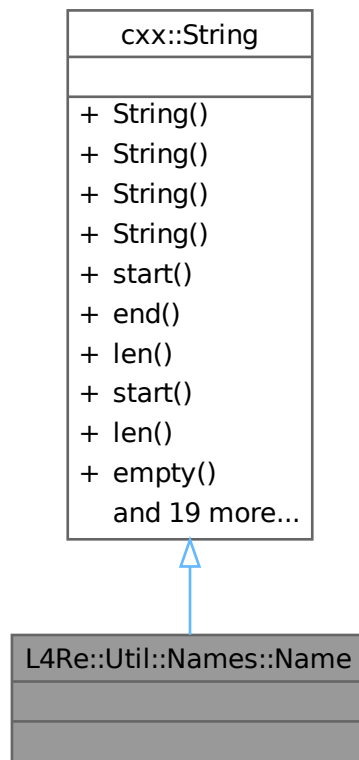 cxx::String
+ String()
+ String()
+ String()
+ String()
+ start()
+ end()
+ len()
+ start()
+ len()
+ empty()
and 19 more...
L4Re::Util::Names::Name